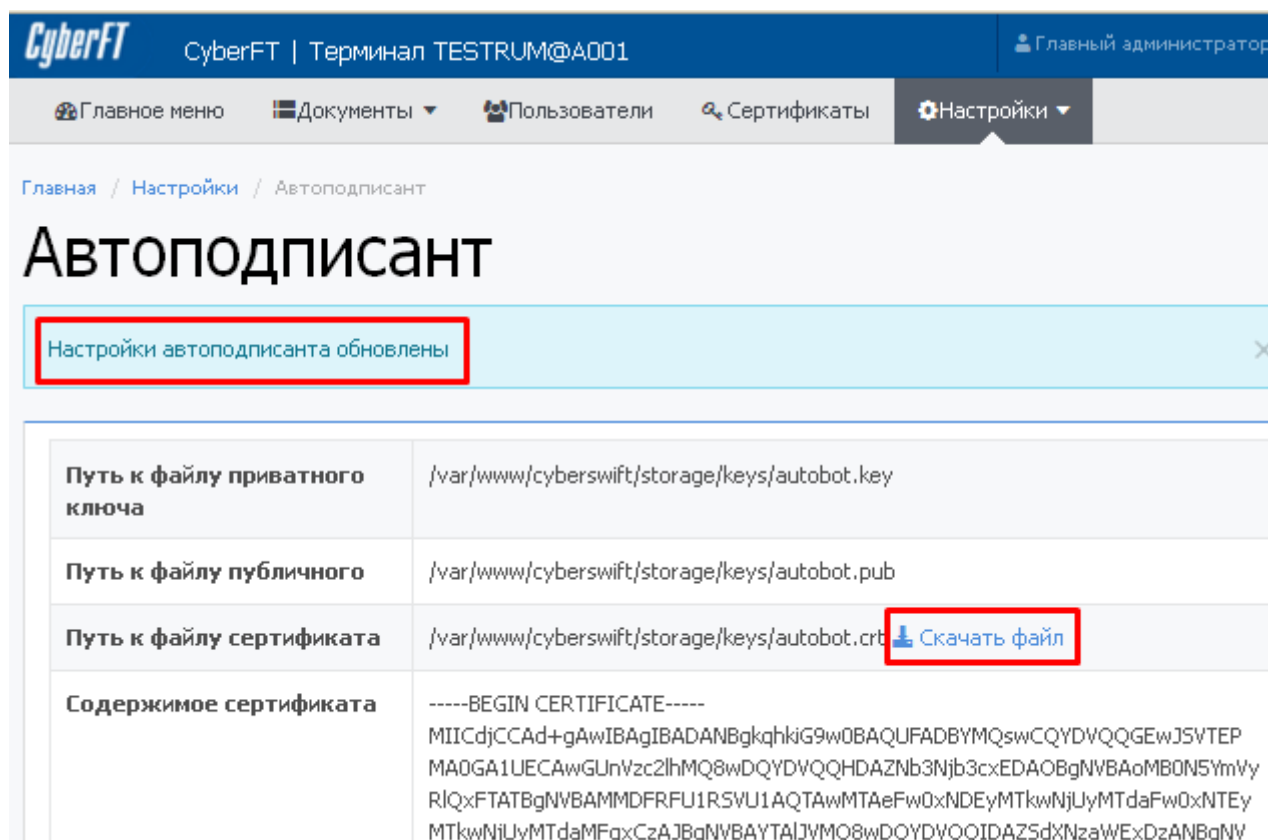 CyberFT
CyberFT | Терминал TESTRUM@A001
Главный администратор
Главное меню
Документы
Пользователи
Сертификаты
Настройки
Главная / Настройки / Автоподписант
Автоподписант
Настройки автоподписанта обновлены
Путь к файлу приватного
ключа
/var/www/cyberswift/storage/keys/autobot.key
Путь к файлу публичного
/var/www/cyberswift/storage/keys/autobot.pub
Путь к файлу сертификата
/var/www/cyberswift/storage/keys/autobot.crt
Скачать файл
Содержимое сертификата
-----BEGIN CERTIFICATE-----
MIICdjCCAd+gAwIBAgIBADANBgkqhkiG9w0BAQUFADBYMQswCQYDVQQGEwJSVTEP
MA0GA1UECAwGUnVzc2lhMQ8wDQYDVQQHDAZNb3Njb3cxEDAOBgNVBAoMB0N5YmVy
RlQxFTATBgNVBAMMDFRFU1RSVU1AQTAwMTAeFw0xNDEyMTkwNjUyMTdaFw0xNTEy
MTkwNjUyMTdaMFgxCzAJBgNVBAYTAlJVMQ8wDQYDVQQIDAZSdXNzaWExDzANBgNV